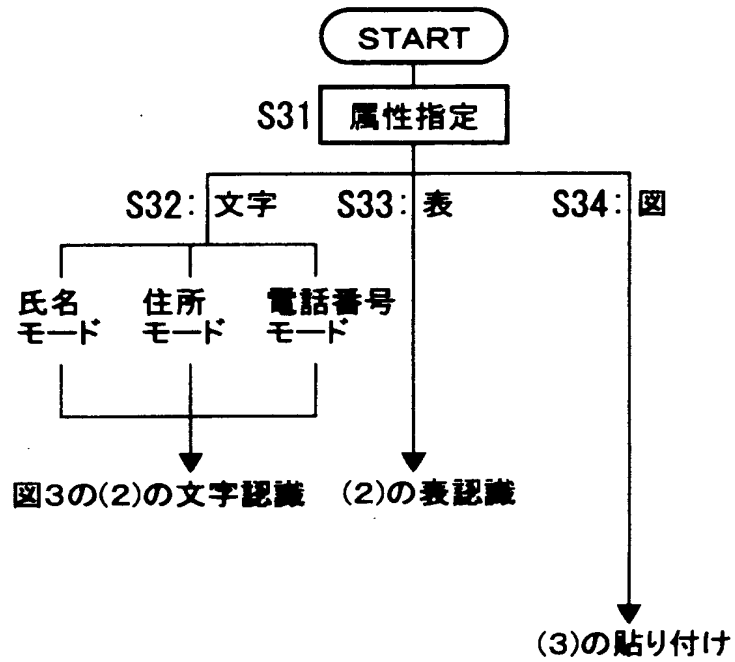 START
S31 属性指定
S32: 文字 S33: 表 S34: 図
氏名 住所 電話番号
モード モード モード
図3の(2)の文字認識 (2)の表認識
(3)の貼り付け